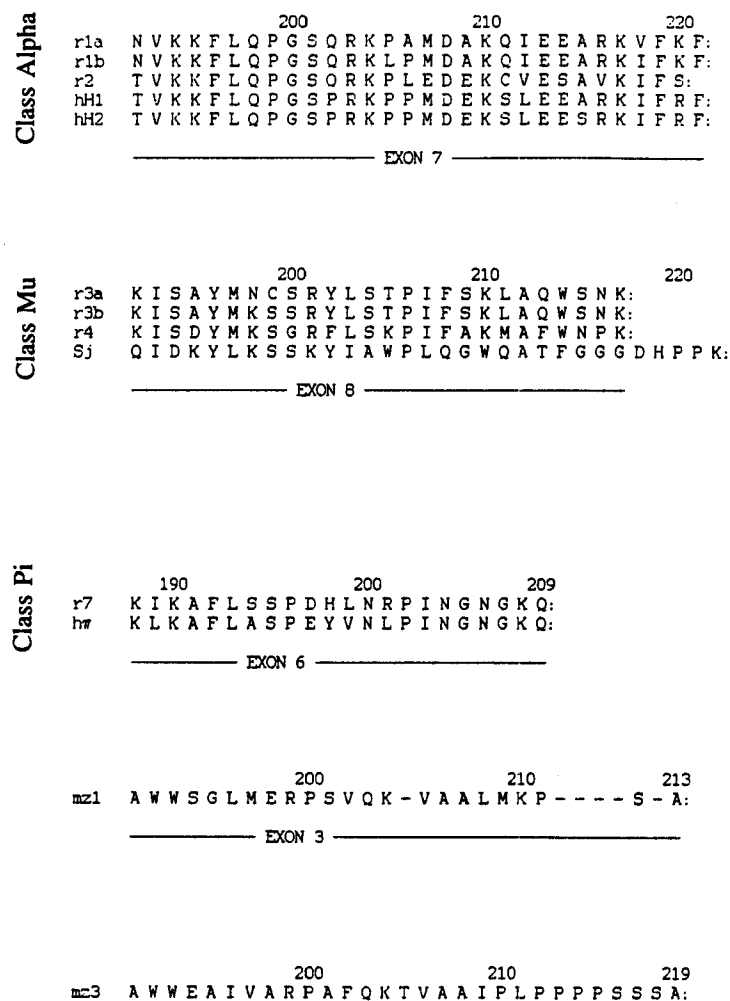 Class Alpha
200 210 220
r1a N V K K F L Q P G S Q R K P A M D A K Q I E E A R K V F K F:
r1b N V K K F L Q P G S Q R K L P M D A K Q I E E A R K I F K F:
r2 T V K K F L Q P G S Q R K P L E D E K C V E S A V K I F S:
hH1 T V K K F L Q P G S P R K P P M D E K S L E E A R K I F R F:
hH2 T V K K F L Q P G S P R K P P M D E K S L E E S R K I F R F:
EXON 7
Class Mu
200 210 220
r3a K I S A Y M N C S R Y L S T P I F S K L A Q W S N K:
r3b K I S A Y M K S S R Y L S T P I F S K L A Q W S N K:
r4 K I S D Y M K S G R F L S K P I F A K M A F W N P K:
Sj Q I D K Y L K S S K Y I A W P L Q G W Q A T F G G G D H P P K:
EXON 8
Class Pi
190 200 209
r7 K I K A F L S S P D H L N R P I N G N G K Q:
hπ K L K A F L A S P E Y V N L P I N G N G K Q:
EXON 6
200 210 213
mz1 A W W S G L M E R P S V Q K - V A A L M K P - - - - S - A:
EXON 3
200 210 219
mz3 A W W E A I V A R P A F Q K T V A A I P L P P P P S S S A: